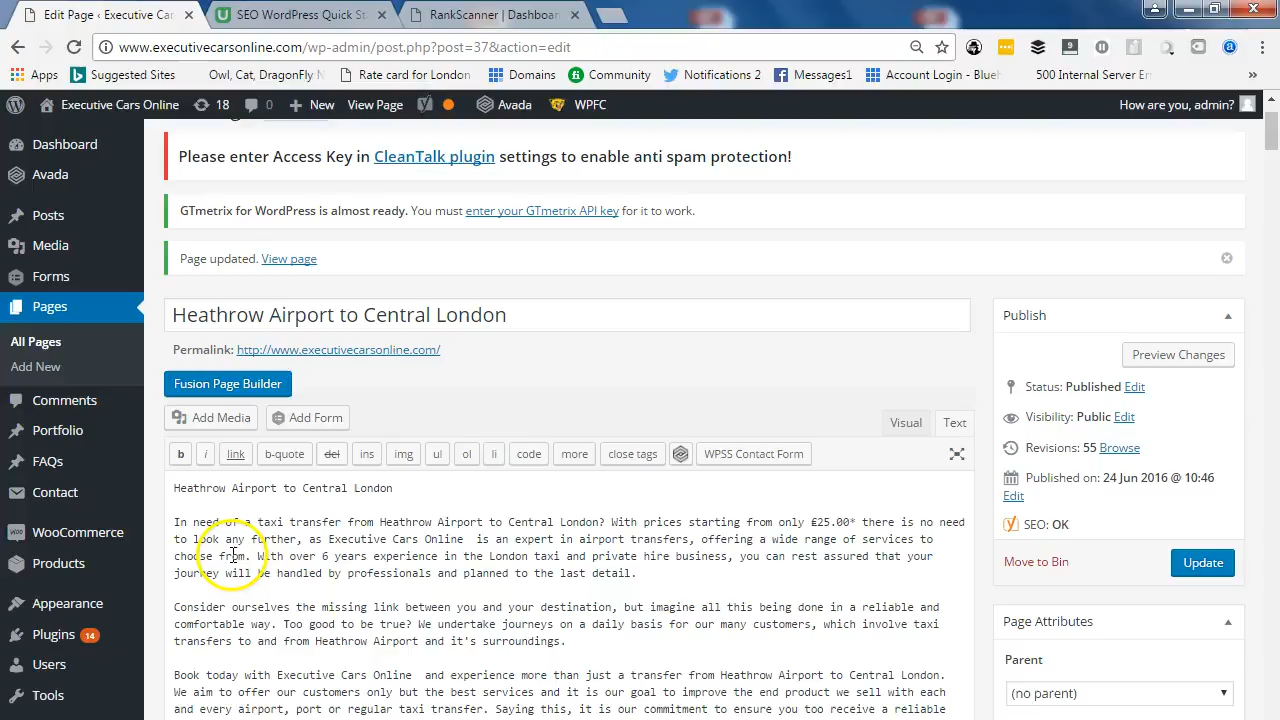 Edit Page ‹ Executive Cars
SEO WordPress Quick St
RankScanner | Dashboar
www.executivecarsonline.com/wp-admin/post.php?post=37&action=edit
Apps
Suggested Sites
Owl, Cat, DragonFly N
Rate card for London
Domains
Community
Notifications 2
Messages1
Account Login - Blueh
500 Internal Server Err
»
Executive Cars Online
18
0
New
View Page
Avada
WPFC
How are you, admin?
Dashboard
Avada
Posts
Media
Forms
Pages
All Pages
Add New
Comments
Portfolio
FAQs
Contact
WooCommerce
Products
Appearance
Plugins 14
Users
Tools
Please enter Access Key in CleanTalk plugin settings to enable anti spam protection!
GTmetrix for WordPress is almost ready. You must enter your GTmetrix API key for it to work.
Page updated. View page
Heathrow Airport to Central London
Permalink: http://www.executivecarsonline.com/
Fusion Page Builder
Add Media
Add Form
Visual
Text
b
i
link
b-quote
del
ins
img
ul
ol
li
code
more
close tags
WPSS Contact Form
Heathrow Airport to Central London
In need of a taxi transfer from Heathrow Airport to Central London? With prices starting from only £25.00* there is no need
to look any further, as Executive Cars Online is an expert in airport transfers, offering a wide range of services to
choose from. With over 6 years experience in the London taxi and private hire business, you can rest assured that your
journey will be handled by professionals and planned to the last detail.
Consider ourselves the missing link between you and your destination, but imagine all this being done in a reliable and
comfortable way. Too good to be true? We undertake journeys on a daily basis for our many customers, which involve taxi
transfers to and from Heathrow Airport and it's surroundings.
Book today with Executive Cars Online and experience more than just a transfer from Heathrow Airport to Central London.
We aim to offer our customers only but the best services and it is our goal to improve the end product we sell with each
and every airport, port or regular taxi transfer. Saying this, it is our commitment to ensure you too receive a reliable
Publish
Preview Changes
Status: Published Edit
Visibility: Public Edit
Revisions: 55 Browse
Published on: 24 Jun 2016 @ 10:46
Edit
SEO: OK
Move to Bin
Update
Page Attributes
Parent
(no parent)